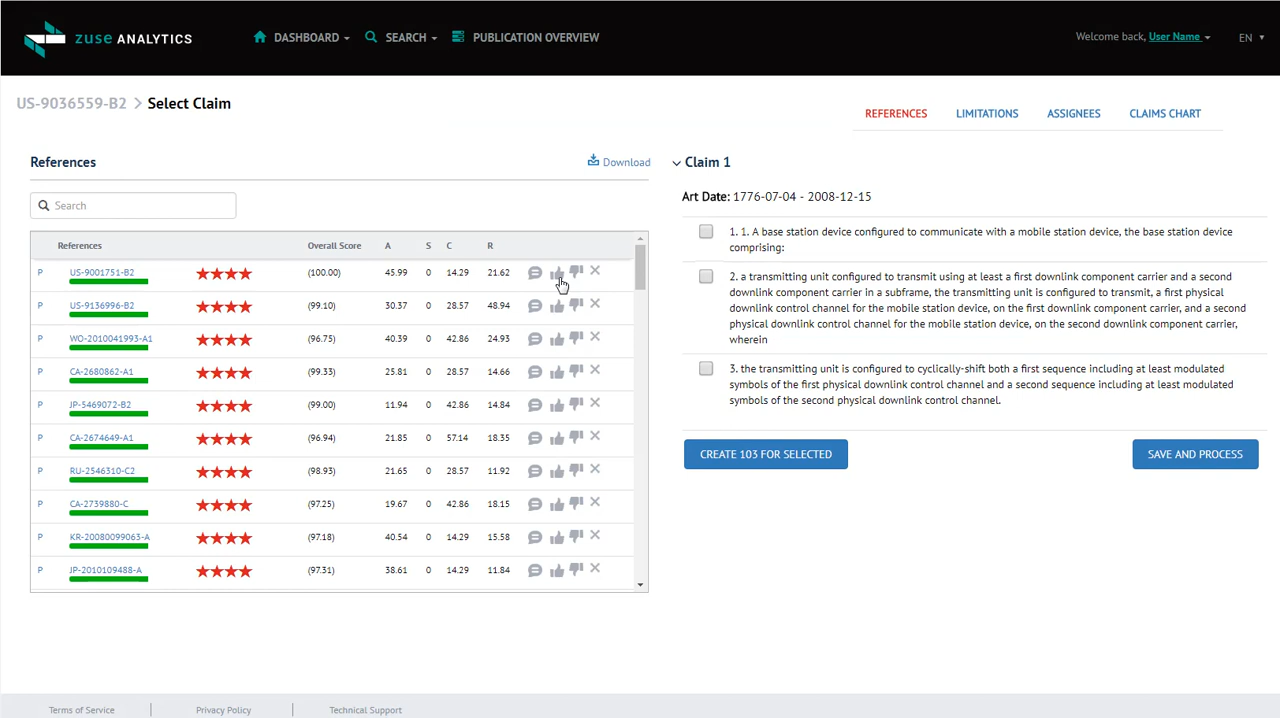 zuse ANALYTICS
DASHBOARD
SEARCH
PUBLICATION OVERVIEW
Welcome back, User Name
EN
US-9036559-B2 > Select Claim
REFERENCES
LIMITATIONS
ASSIGNEES
CLAIMS CHART
References
Download
Search
References Overall Score A S C R
P US-9001751-B2 (100.00) 45.99 0 14.29 21.62
P US-9136996-B2 (99.10) 30.37 0 28.57 48.94
P WO-2010041993-A1 (96.75) 40.39 0 42.86 24.93
P CA-2680862-A1 (99.33) 25.81 0 28.57 14.66
P JP-5469072-B2 (99.00) 11.94 0 42.86 14.84
P CA-2674649-A1 (96.94) 21.85 0 57.14 18.35
P RU-2546310-C2 (98.93) 21.65 0 28.57 11.92
P CA-2739880-C (97.25) 19.67 0 42.86 18.15
P KR-20080099063-A (97.18) 40.54 0 14.29 15.58
P JP-2010109488-A (97.31) 38.61 0 14.29 11.84
Claim 1
Art Date: 1776-07-04 - 2008-12-15
1. 1. A base station device configured to communicate with a mobile station device, the base station device
comprising:
2. a transmitting unit configured to transmit using at least a first downlink component carrier and a second
downlink component carrier in a subframe, the transmitting unit is configured to transmit, a first physical
downlink control channel for the mobile station device, on the first downlink component carrier, and a second
physical downlink control channel for the mobile station device, on the second downlink component carrier,
wherein
3. the transmitting unit is configured to cyclically-shift both a first sequence including at least modulated
symbols of the first physical downlink control channel and a second sequence including at least modulated
symbols of the second physical downlink control channel.
CREATE 103 FOR SELECTED
SAVE AND PROCESS
Terms of Service
Privacy Policy
Technical Support